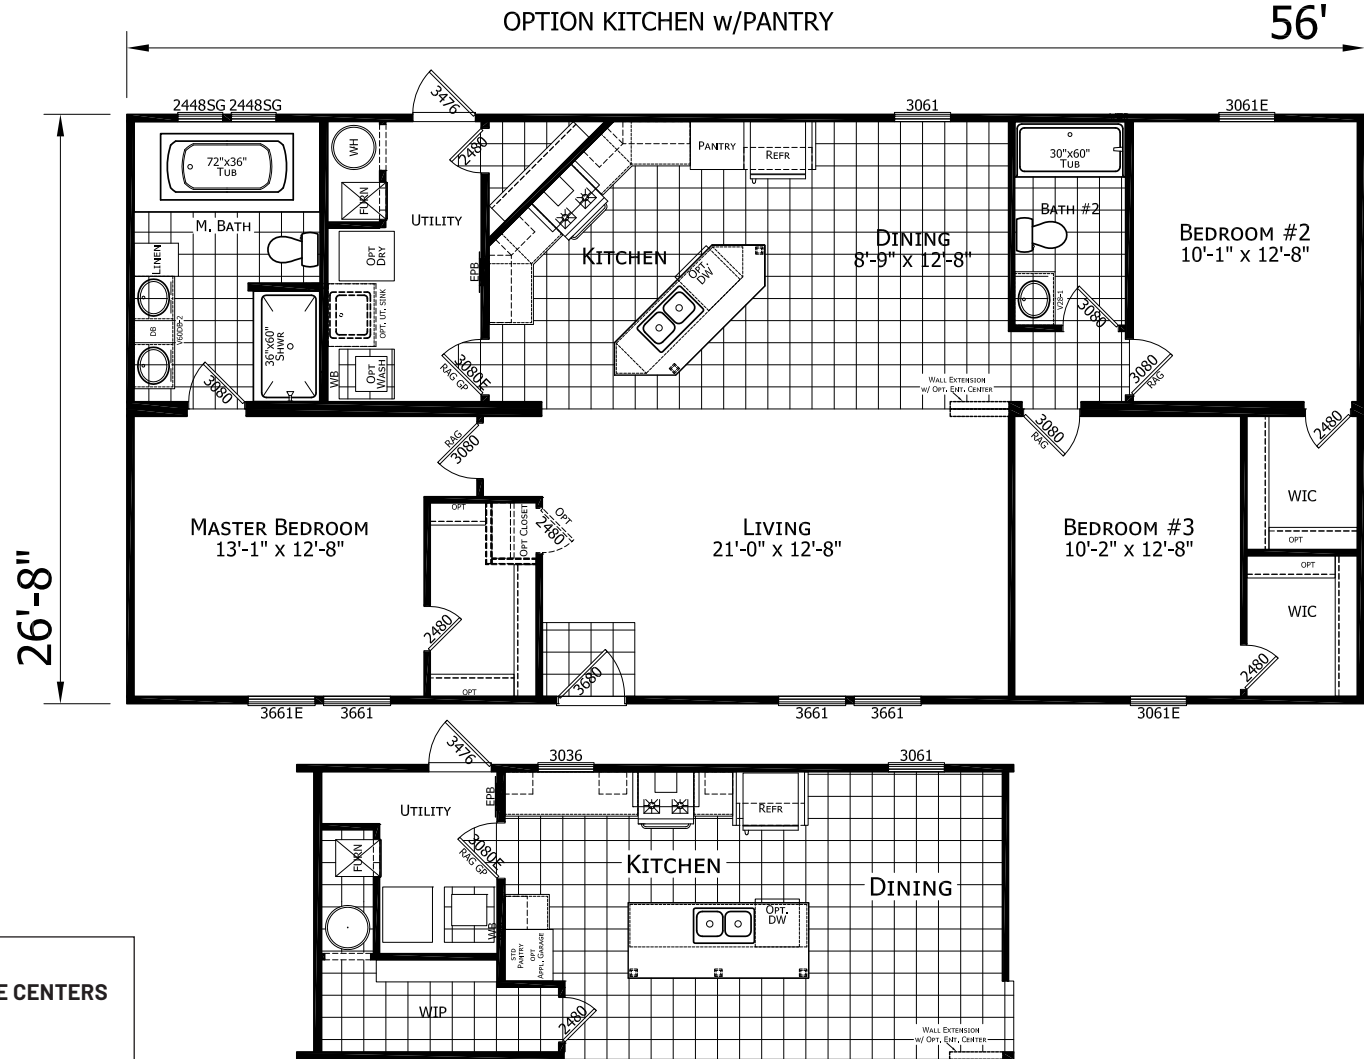 OPTION KITCHEN w/PANTRY
56'
26'-8"
2448SG 2448SG
3476
3061
3061E
72"x36"
TUB
WH
2480
PANTRY
REFR
30"x60"
TUB
FURN
M. BATH
UTILITY
BATH #2
LINEN
OPT
DRY
EPB
KITCHEN
OPT.
DW
DINING
8'-9" x 12'-8"
BEDROOM #2
10'-1" x 12'-8"
DB
V60DB-2
OPT. UT. SINK
V28-1
3080
36"x60"
SHWR
3080
WB
OPT
WASH
3080E
RAG GP
WALL EXTENSION
w/ OPT. ENT. CENTER
3080
RAG
RAG
3080
3080
RAG
2480
MASTER BEDROOM
13'-1" x 12'-8"
OPT
OPT CLOSET
OPT
2480
LIVING
21'-0" x 12'-8"
BEDROOM #3
10'-2" x 12'-8"
WIC
OPT
OPT
WIC
2480
2480
OPT
3680
3661E
3661
3661
3661
3061E
3476
3036
3061
UTILITY
EPB
REFR
FURN
3080E
RAG GP
KITCHEN
DINING
WB
OPT.
DW
STD
PANTRY
OPT
APPL. GARAGE
WIP
2480
WALL EXTENSION
w/ OPT. ENT. CENTER
E CENTERS